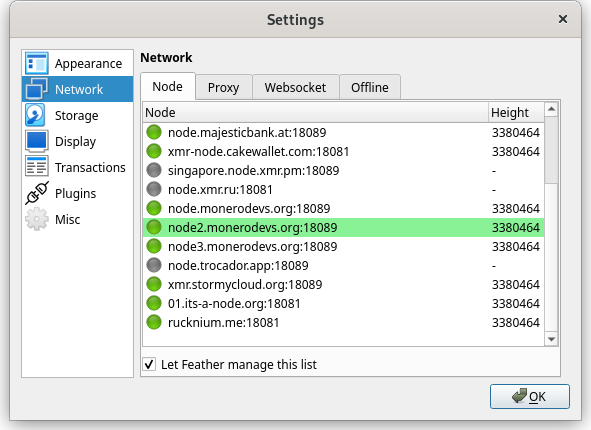 Settings
Appearance
Network
Storage
Display
Transactions
Plugins
Misc
Network
Node Proxy Websocket Offline
Node Height
node.majesticbank.at:18089 3380464
xmr-node.cakewallet.com:18081 3380464
singapore.node.xmr.pm:18089 -
node.xmr.ru:18081 -
node.monerodevs.org:18089 3380464
node2.monerodevs.org:18089 3380464
node3.monerodevs.org:18089 3380464
node.trocador.app:18089 -
xmr.stormycloud.org:18089 3380464
01.its-a-node.org:18081 3380464
rucknium.me:18081 3380464
Let Feather manage this list
OK